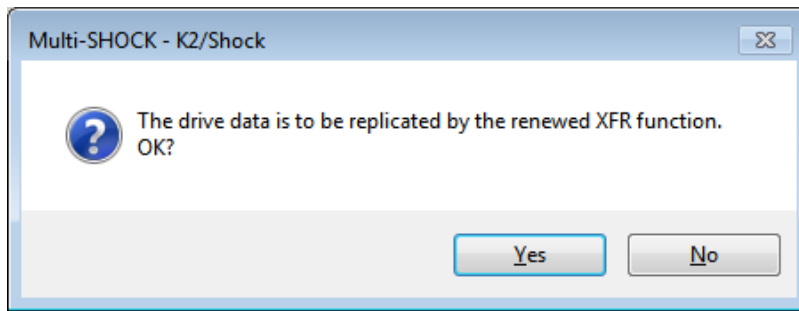 Multi-SHOCK - K2/Shock
The drive data is to be replicated by the renewed XFR function.
OK?
Yes
No